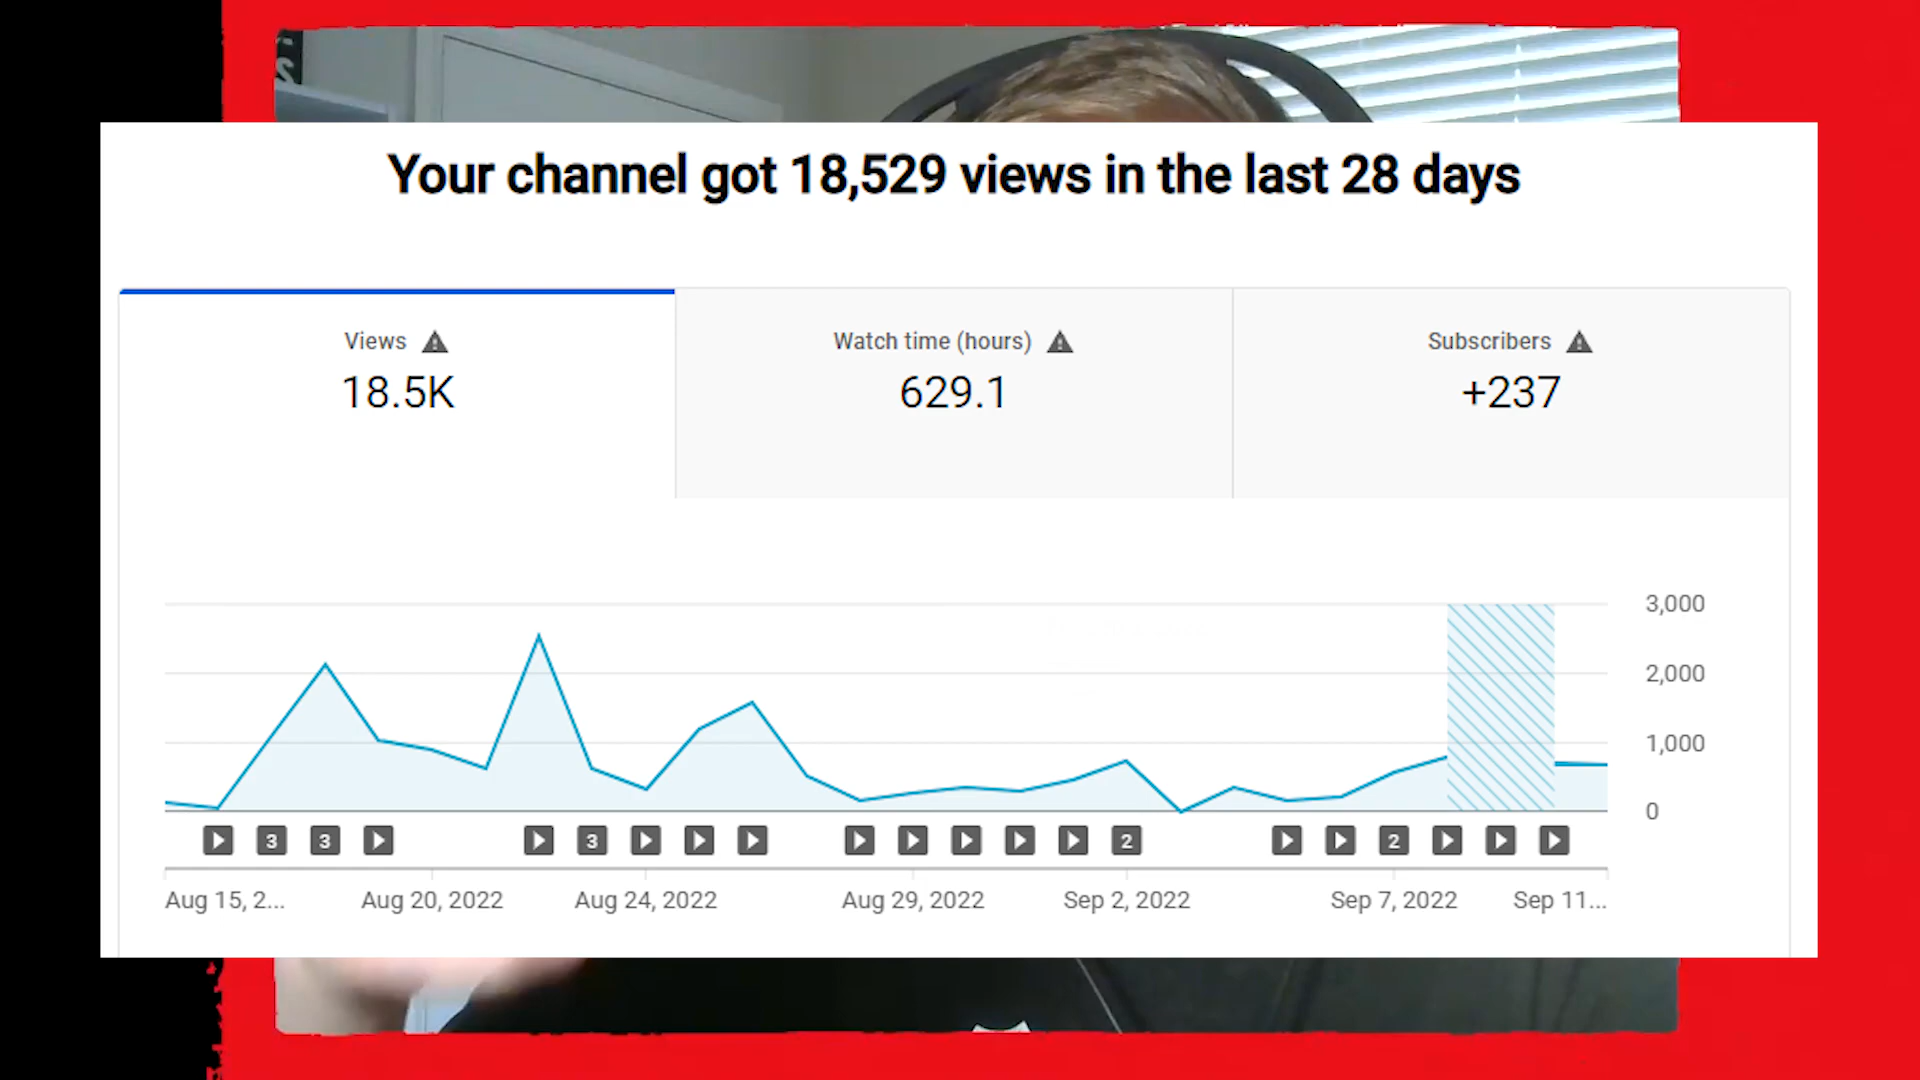 Your channel got 18,529 views in the last 28 days
Views
Watch time (hours)
Subscribers
18.5K
629.1
+237
3,000
2,000
1,000
0
3 3 3 2 2
Aug 15, 2... Aug 20, 2022 Aug 24, 2022 Aug 29, 2022 Sep 2, 2022 Sep 7, 2022 Sep 11...